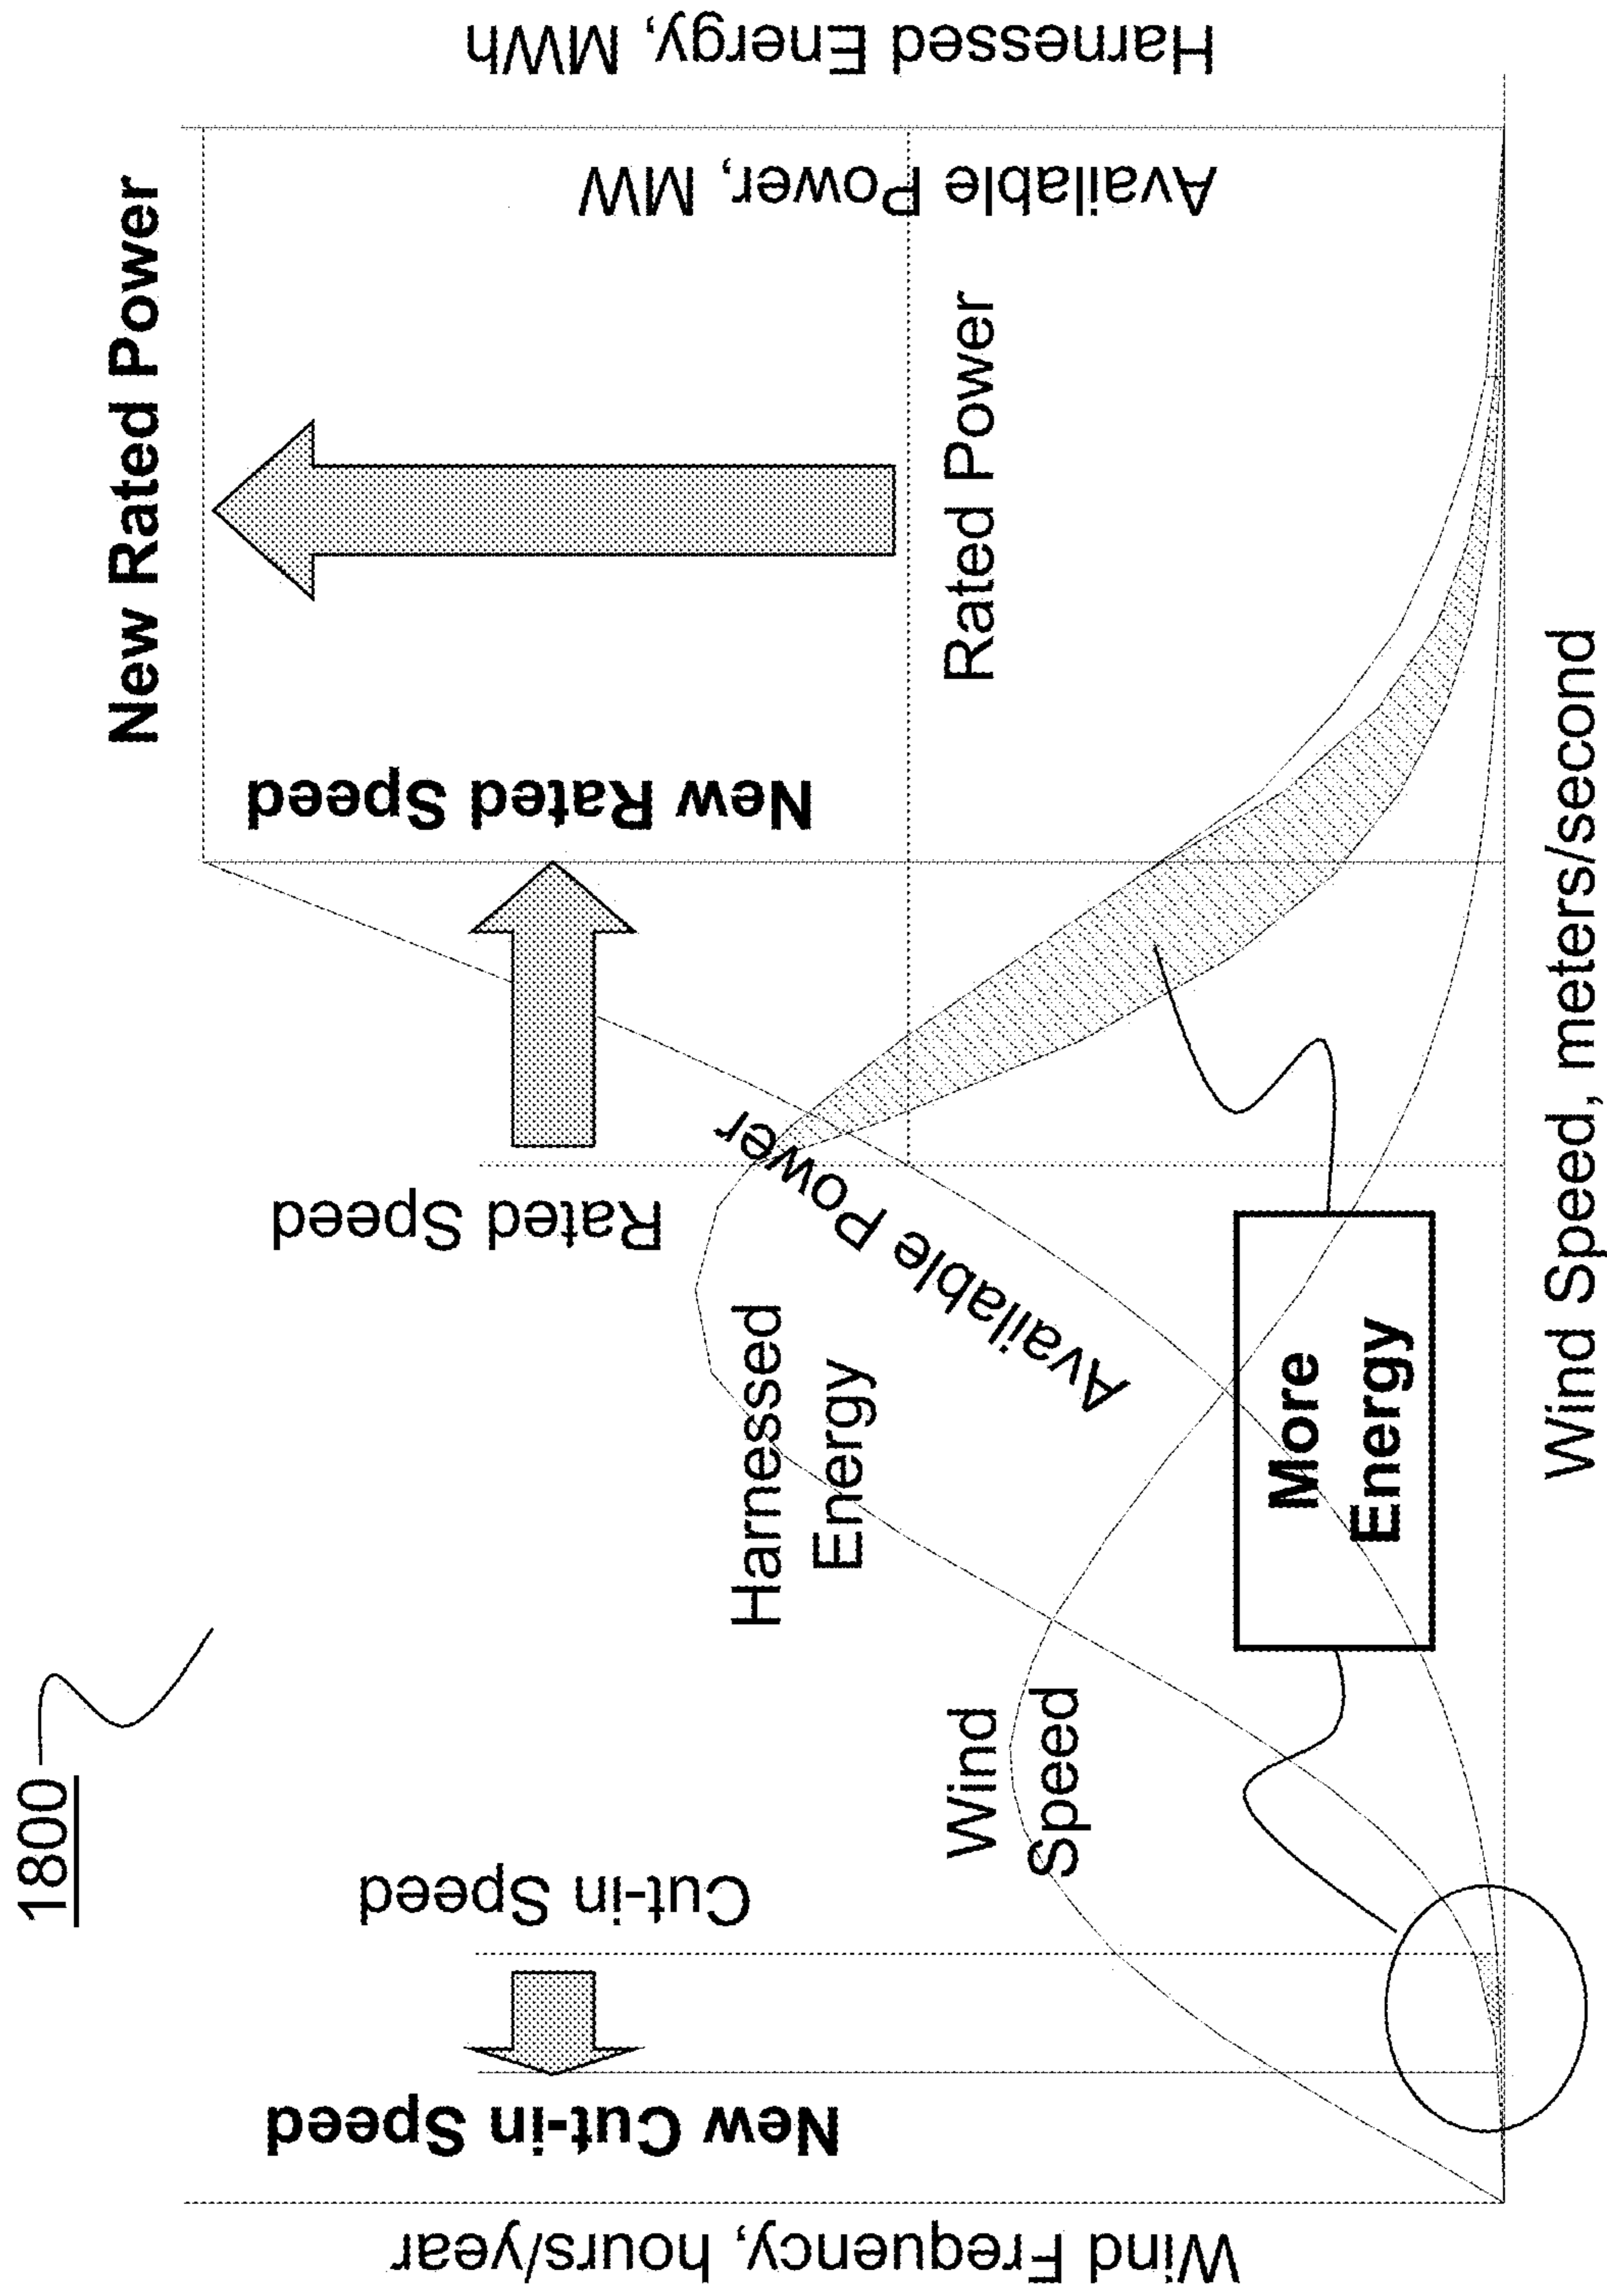 1800
New Rated Power
New Cut-in Speed
Cut-in Speed
Rated Speed
New Rated Speed
Harnessed
Energy
Available Power
Wind
Speed
Rated Power
More
Energy
Wind Frequency, hours/year
Available Power, MW
Harnessed Energy, MWh
Wind Speed, meters/second